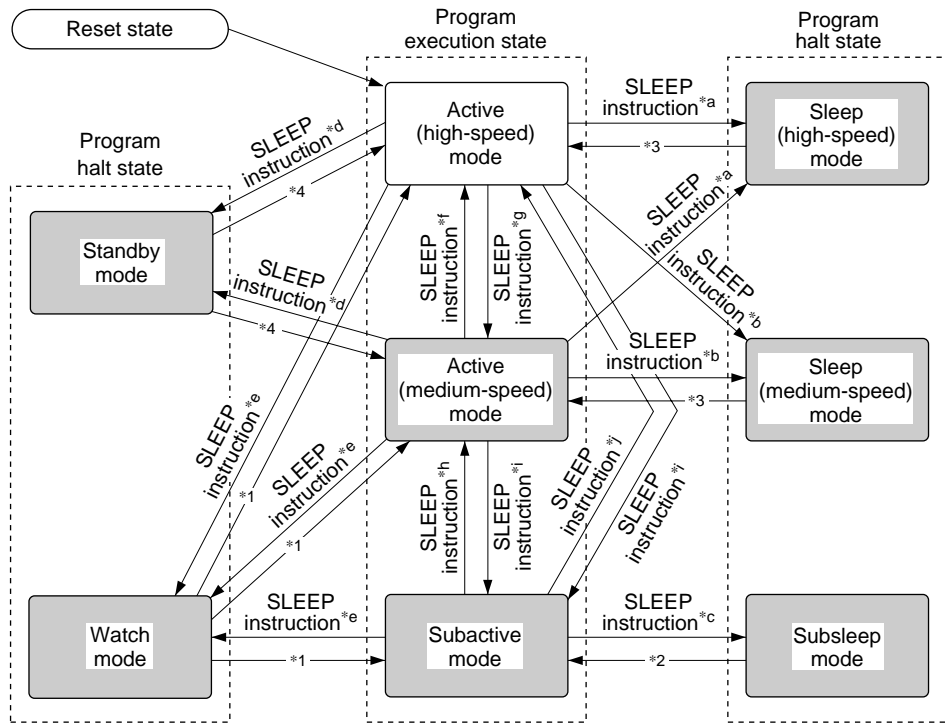 Reset state
Program
execution state
Program
halt state
Program
halt state
Active
(high-speed)
mode
SLEEP
instruction*a
*3
Sleep
(high-speed)
mode
SLEEP
instruction*d
*4
Standby
mode
SLEEP
instruction*d
*4
SLEEP
instruction*f
SLEEP
instruction*g
SLEEP
instruction*a
SLEEP
instruction*b
Active
(medium-speed)
mode
SLEEP
instruction*b
*3
Sleep
(medium-speed)
mode
SLEEP
instruction*e
*1
SLEEP
instruction*e
*1
SLEEP
instruction*h
SLEEP
instruction*i
SLEEP
instruction*j
SLEEP
instruction*i
Watch
mode
SLEEP
instruction*e
*1
Subactive
mode
SLEEP
instruction*c
*2
Subsleep
mode